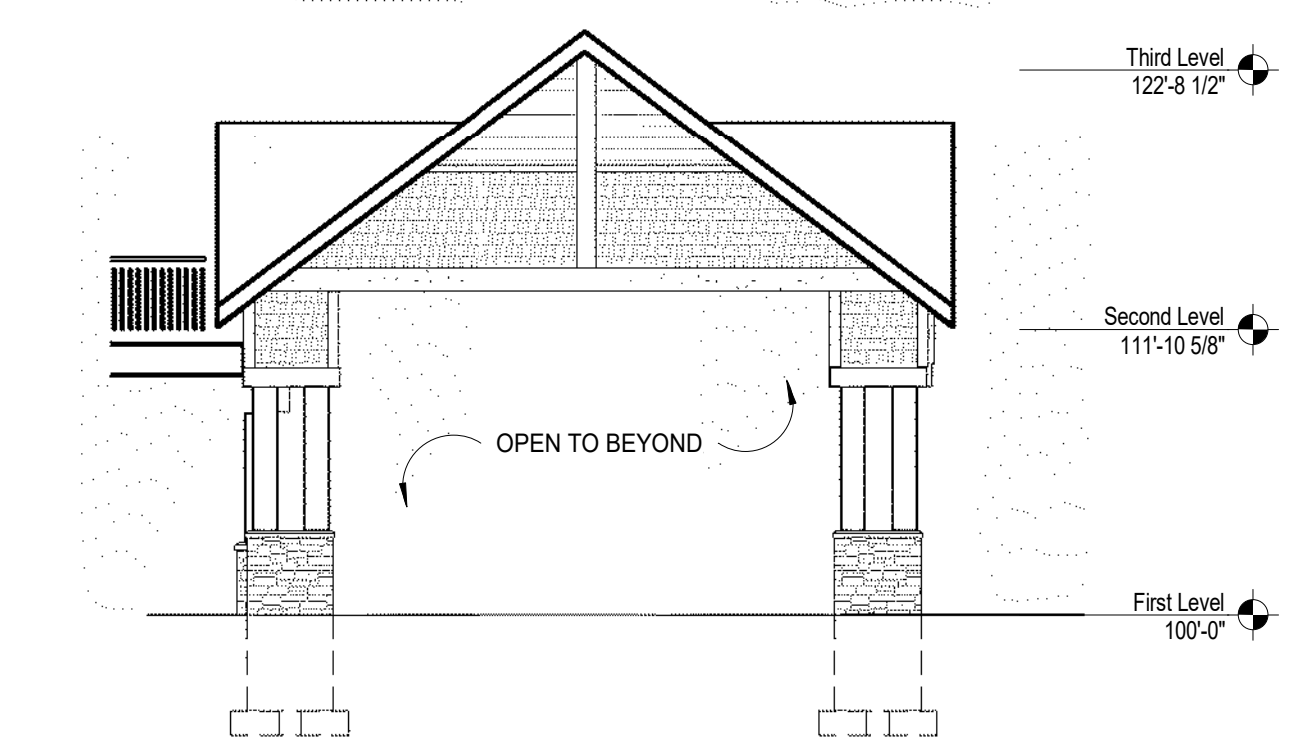 Third Level
122'-8 1/2"
Second Level
111'-10 5/8"
OPEN TO BEYOND
First Level
100'-0"